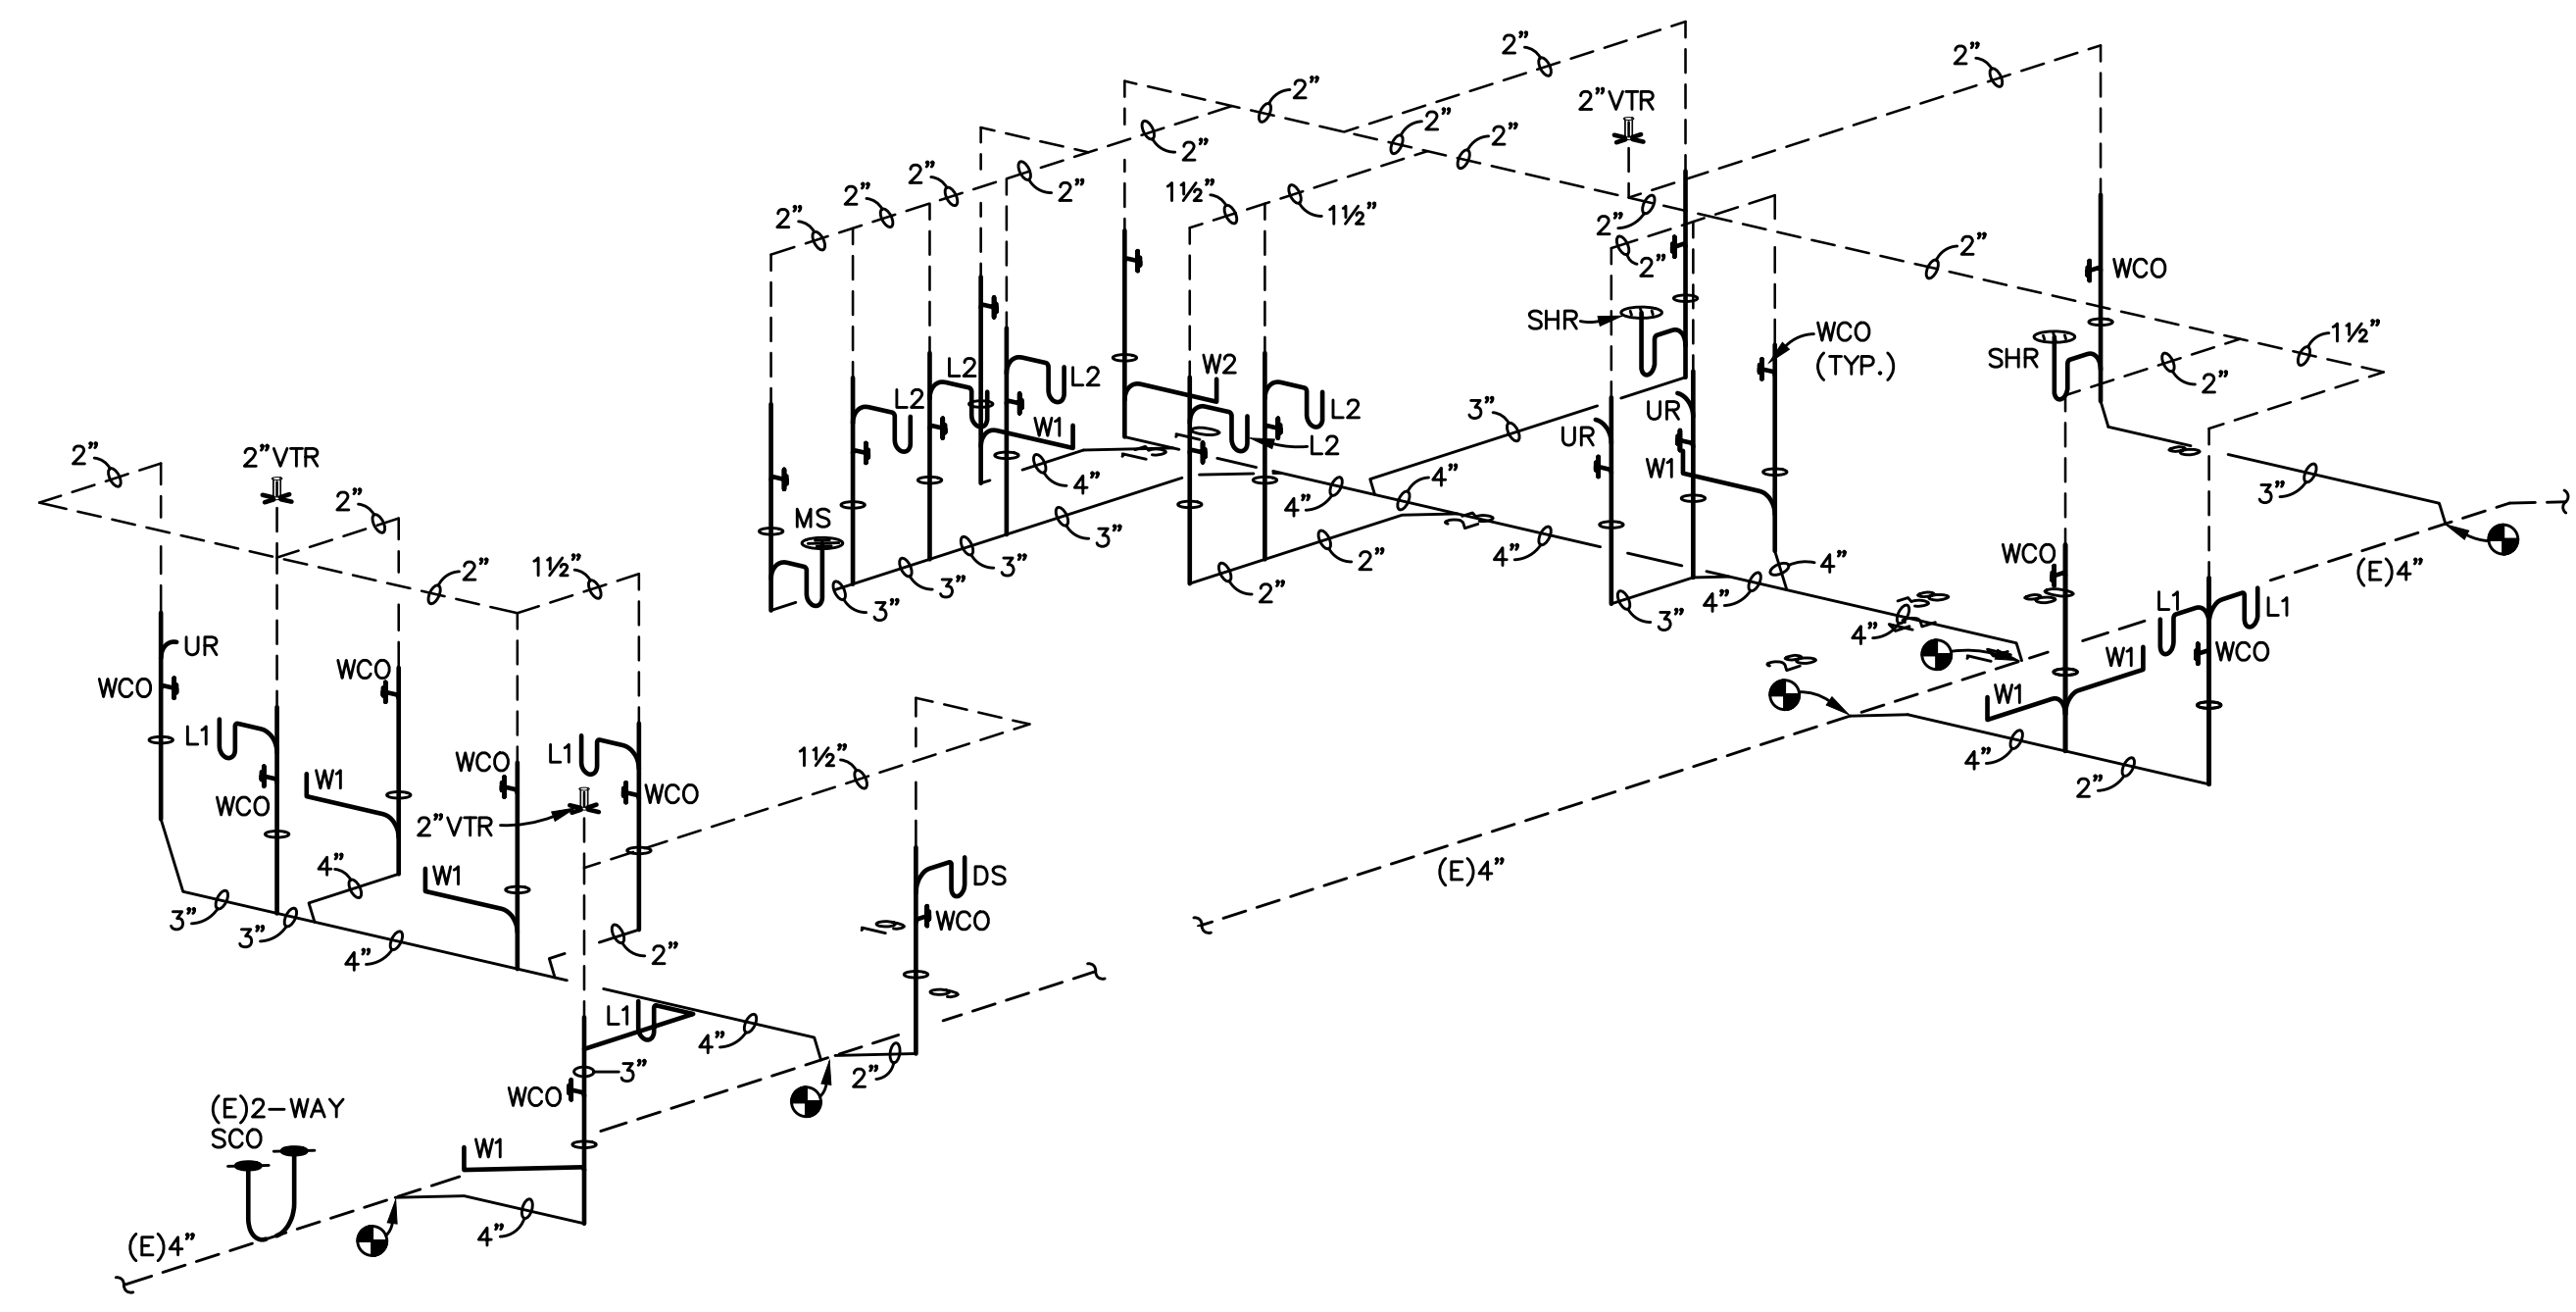 2”
2”
2”
2”VTR
2”
2”
2”
2”
2”
1½”
2”
2”
1½”
2”
2”
2”
2”
2”
2”
WCO
SHR
WCO
(TYP.)
SHR
1½”
2”
W2
L2
L2
L2
L2
L2
W1
4”
3”
UR
UR
W1
4”
4”
4”
2”
2”
3”
3”
3”
3”
MS
3”
4”
4”
4”
3”
(E)4”
WCO
L1
L1
WCO
W1
W1
4”
2”
(E)4”
2”
2”VTR
2”
2”
1½”
UR
WCO
WCO
L1
WCO
W1
WCO
L1
WCO
2”VTR
1½”
4”
W1
3”
3”
4”
2”
DS
WCO
L1
4”
3”
WCO
2”
(E)2-WAY
SCO
W1
(E)4”
4”